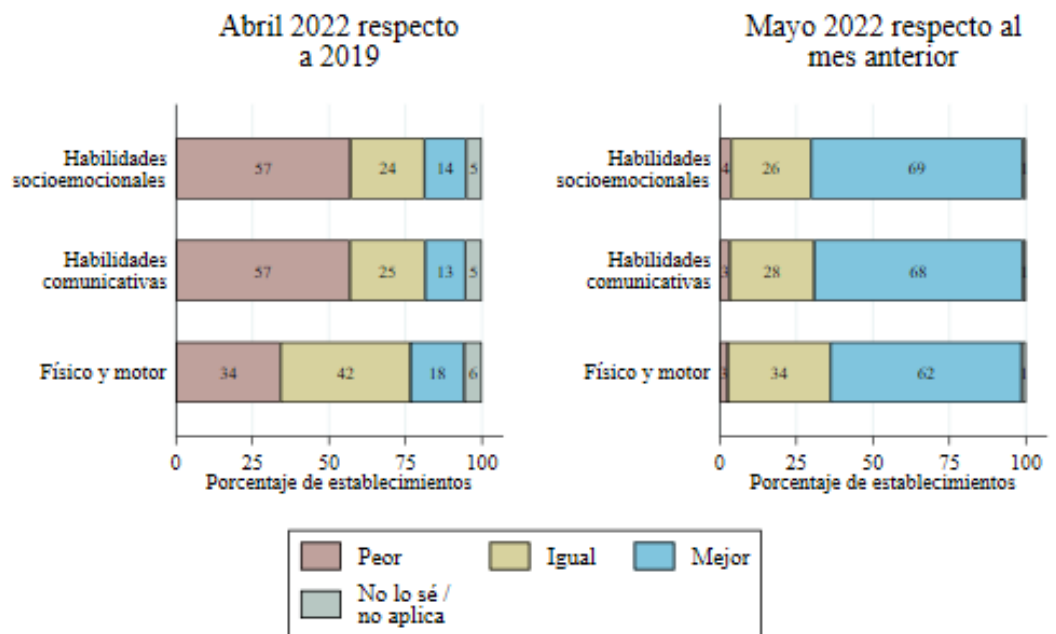 Abril 2022 respecto
a 2019
Habilidades
socioemocionales
57 24 14 5
Habilidades
comunicativas
57 25 13 5
Físico y motor
34 42 18 6
0 25 50 75 100
Porcentaje de establecimientos
Mayo 2022 respecto al
mes anterior
Habilidades
socioemocionales
4 26 69 1
Habilidades
comunicativas
3 28 68 1
Físico y motor
3 34 62 1
0 25 50 75 100
Porcentaje de establecimientos
Peor Igual Mejor
No lo sé /
no aplica